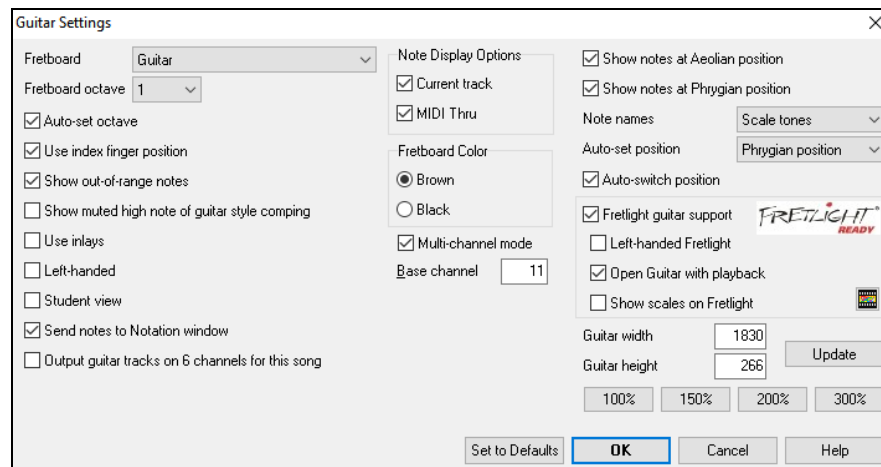 Guitar Settings
Fretboard Guitar
Fretboard octave 1
Auto-set octave
Use index finger position
Show out-of-range notes
Show muted high note of guitar style comping
Use inlays
Left-handed
Student view
Send notes to Notation window
Output guitar tracks on 6 channels for this song
Note Display Options
Current track
MIDI Thru
Fretboard Color
Brown
Black
Multi-channel mode
Base channel 11
Show notes at Aeolian position
Show notes at Phrygian position
Note names Scale tones
Auto-set position Phrygian position
Auto-switch position
Fretlight guitar support
FRETLIGHT
READY
Left-handed Fretlight
Open Guitar with playback
Show scales on Fretlight
Guitar width 1830
Guitar height 266
Update
100% 150% 200% 300%
Set to Defaults OK Cancel Help